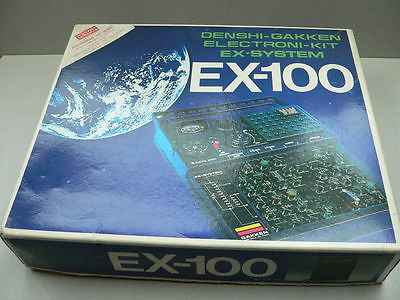 DENSHI-GAKKEN
ELECTRONI-KIT
EX-SYSTEM
EX-100
GAKKEN
EX-100